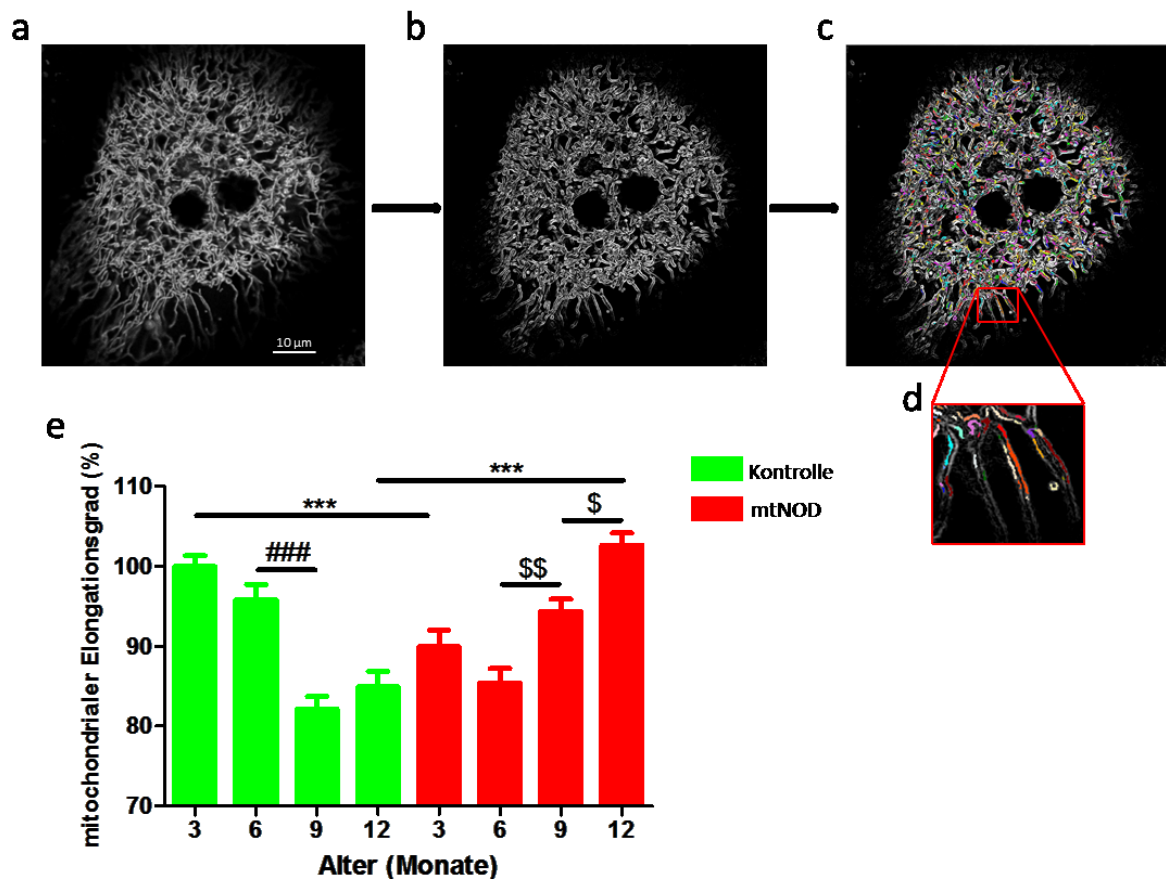 a
b
c
10 µm
d
e
mitochondrialer Elongationsgrad (%)
110
100
90
80
70
***
***
###
$$
$
Kontrolle
mtNOD
3 6 9 12 3 6 9 12
Alter (Monate)